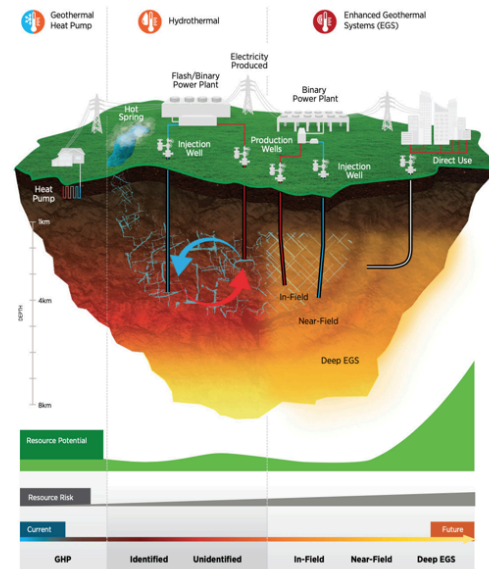 Geothermal
Heat Pump
Hydrothermal
Enhanced Geothermal
Systems (EGS)
Electricity
Produced
Flash/Binary
Power Plant
Binary
Power Plant
Hot
Spring
Injection
Well
Production
Wells
Injection
Well
Direct Use
Heat
Pump
1km
4km
8km
DEPTH
In-Field
Near-Field
Deep EGS
Resource Potential
Resource Risk
Current
Future
GHP
Identified
Unidentified
In-Field
Near-Field
Deep EGS